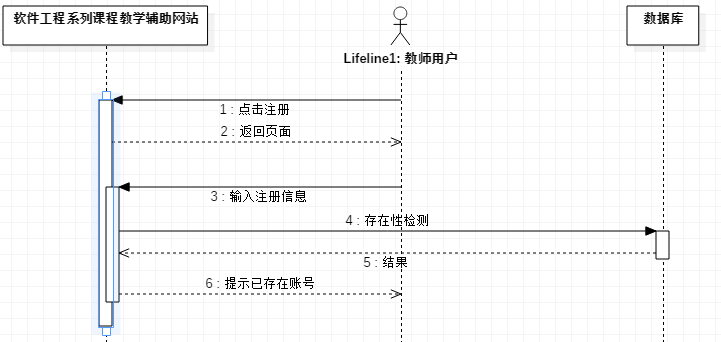 软件工程系列课程教学辅助网站
数据库
Lifeline1: 教师用户
1 : 点击注册
2 : 返回页面
3 : 输入注册信息
4 : 存在性检测
5 : 结果
6 : 提示已存在账号